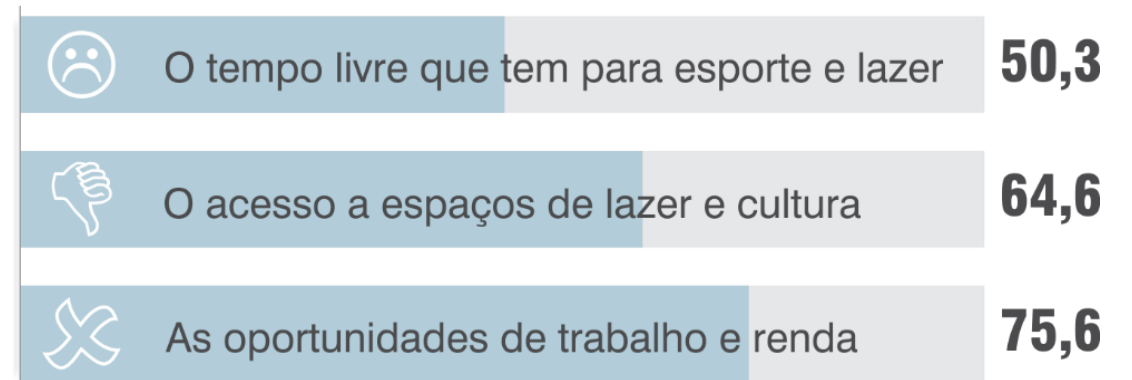 O tempo livre que tem para esporte e lazer 50,3
O acesso a espaços de lazer e cultura 64,6
As oportunidades de trabalho e renda 75,6